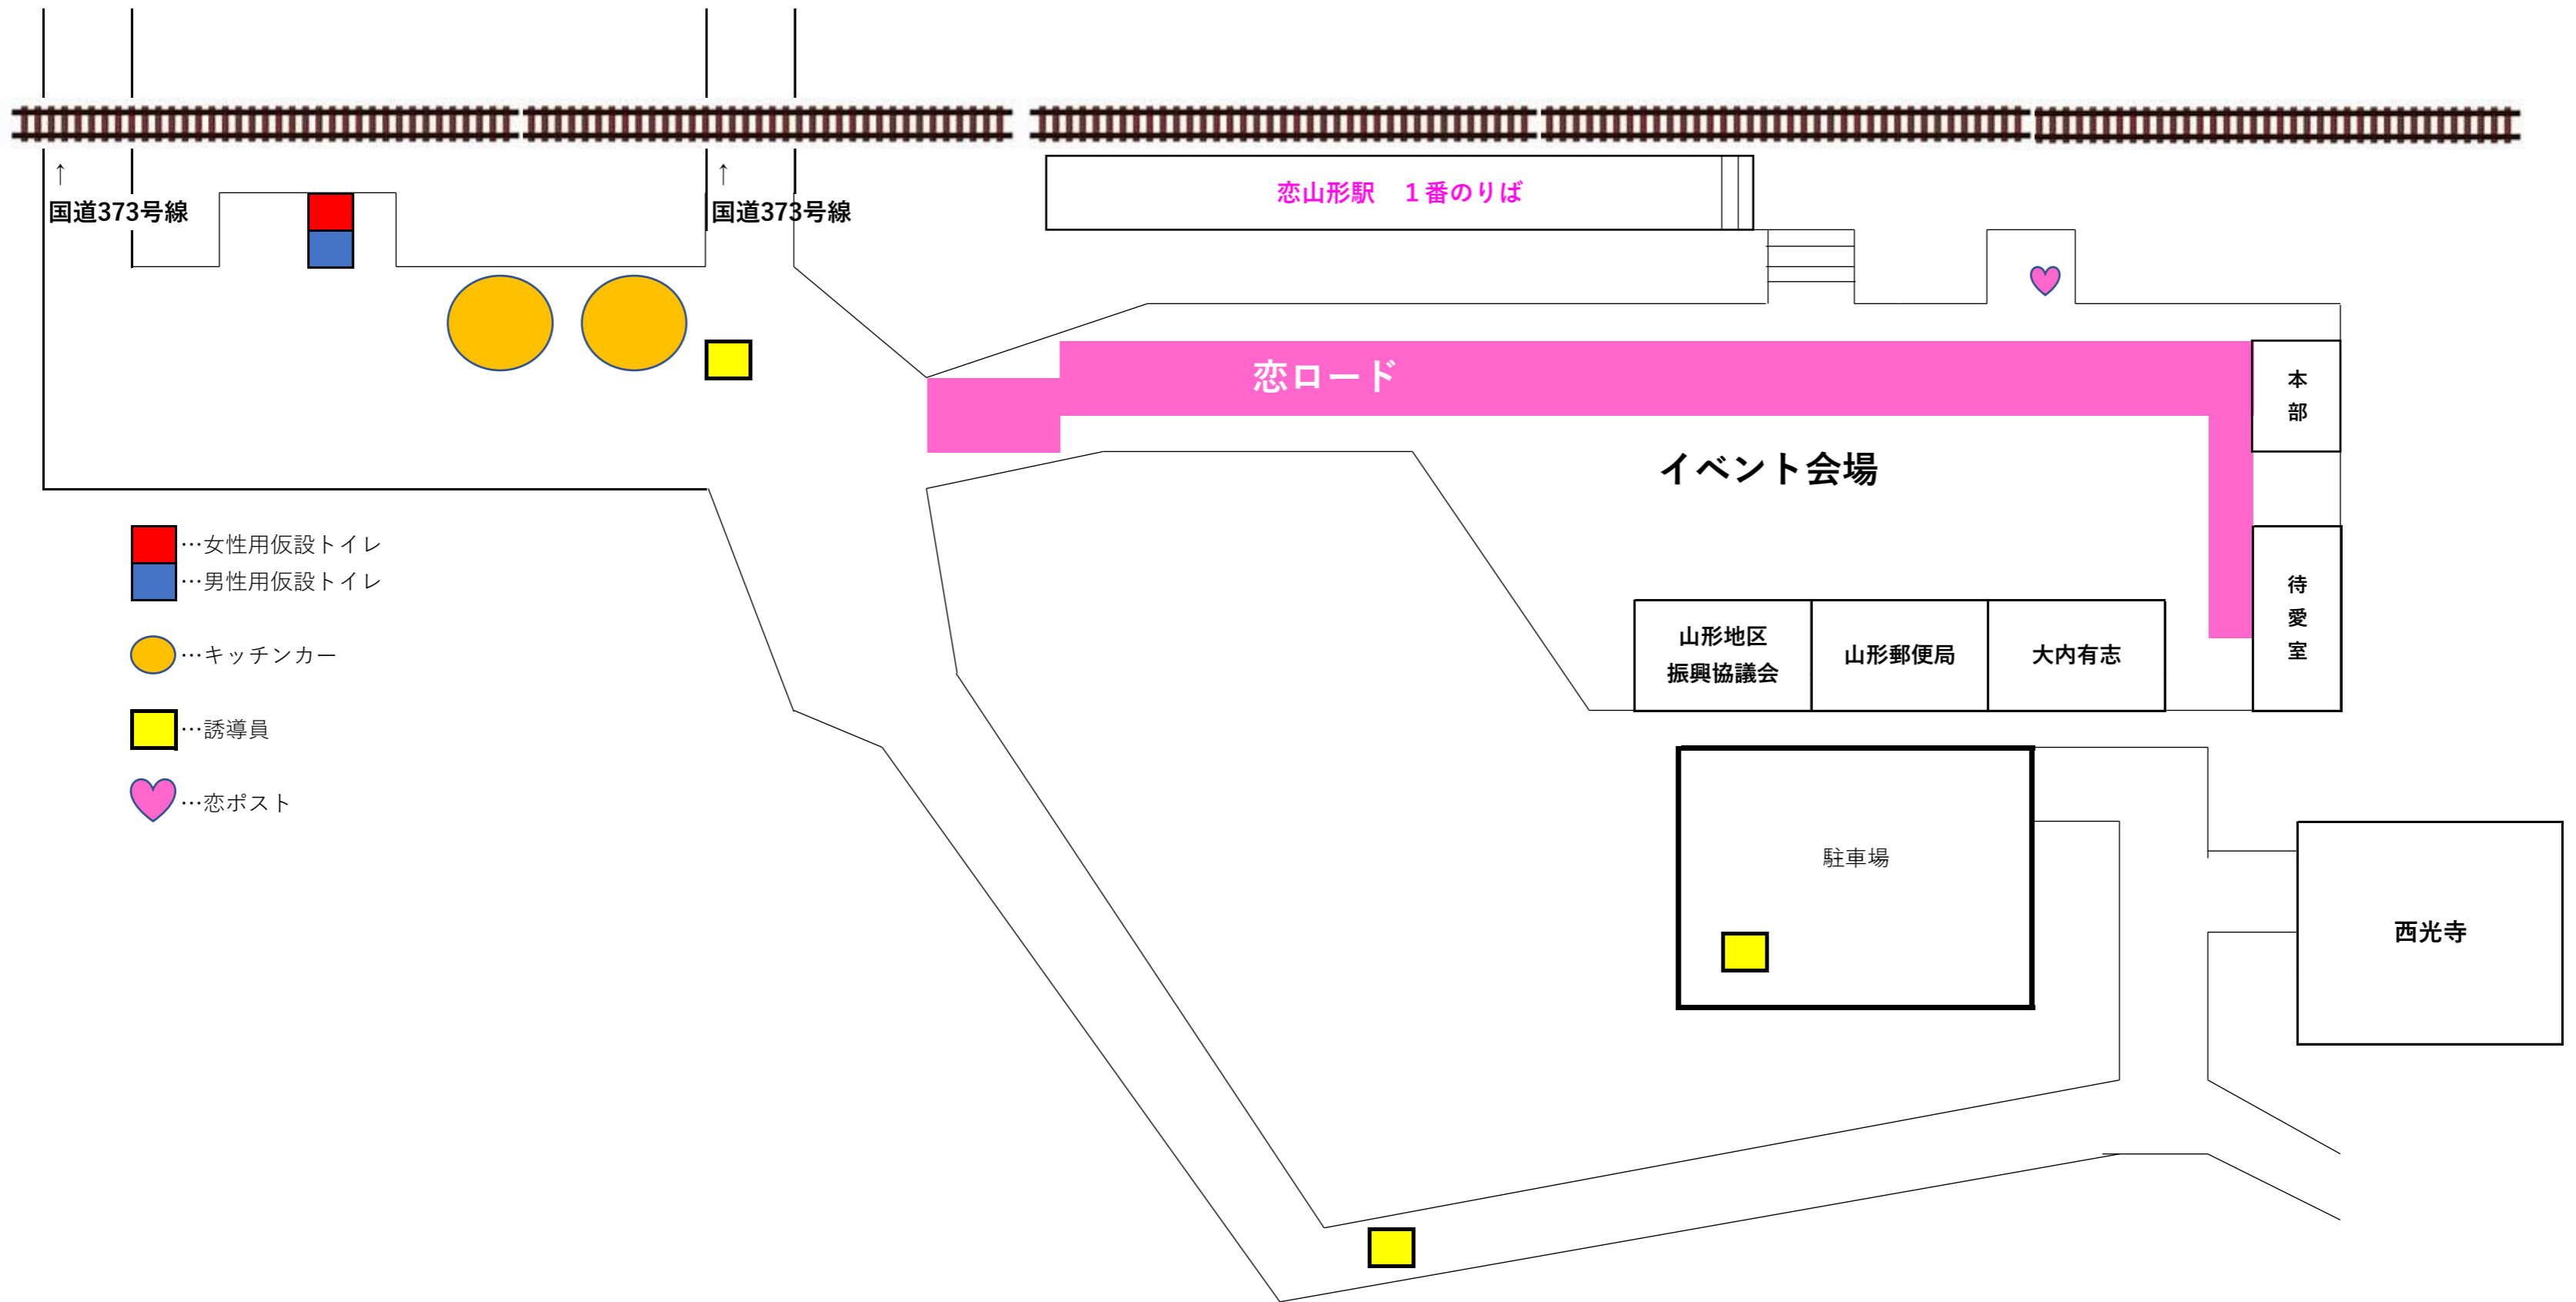 ↑
↑
恋山形駅　１番のりば
国道373号線
国道373号線
恋ロード
本
部
イベント会場
…女性用仮設トイレ
…男性用仮設トイレ
待
愛
室
山形地区
振興協議会
山形郵便局
大内有志
…キッチンカー
…誘導員
…恋ポスト
駐車場
西光寺